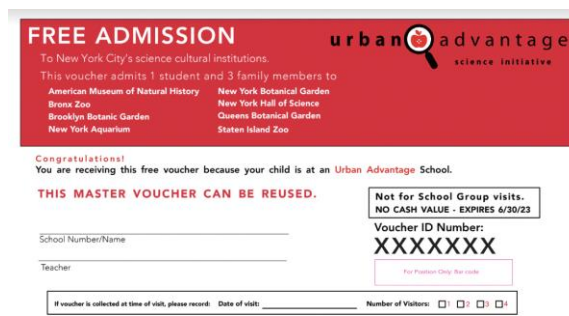 FREE ADMISSION
To New York City's science cultural institutions.
This voucher admits 1 student and 3 family members to
American Museum of Natural History
Bronx Zoo
Brooklyn Botanic Garden
New York Aquarium
New York Botanical Garden
New York Hall of Science
Queens Botanical Garden
Staten Island Zoo
urban advantage
science initiative
Congratulations!
You are receiving this free voucher because your child is at an Urban Advantage School.
THIS MASTER VOUCHER CAN BE REUSED.
Not for School Group visits.
NO CASH VALUE - EXPIRES 6/30/23
Voucher ID Number:
XXXXXXX
School Number/Name
Teacher
For Position Only: Bar code
If voucher is collected at time of visit, please record: Date of visit: Number of Visitors: 1 2 3 4